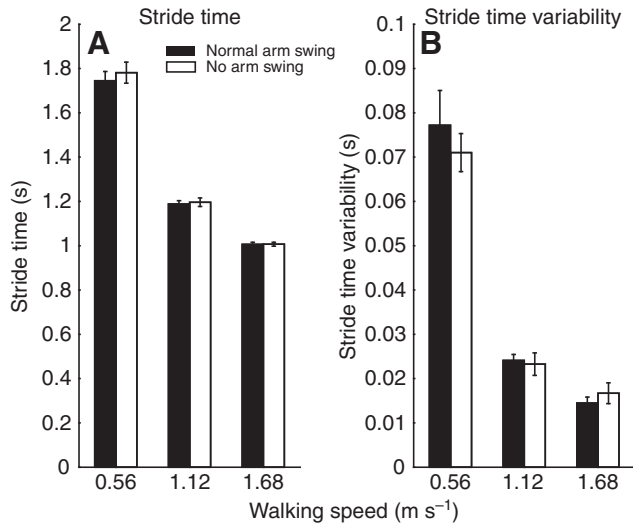 Stride time
Stride time variability
A
B
Normal arm swing
No arm swing
Stride time (s)
2
1.8
1.6
1.4
1.2
1
0.8
0.6
0.4
0.2
0
Stride time variability (s)
0.1
0.09
0.08
0.07
0.06
0.05
0.04
0.03
0.02
0.01
0
0.56 1.12 1.68
0.56 1.12 1.68
Walking speed (m s⁻¹)